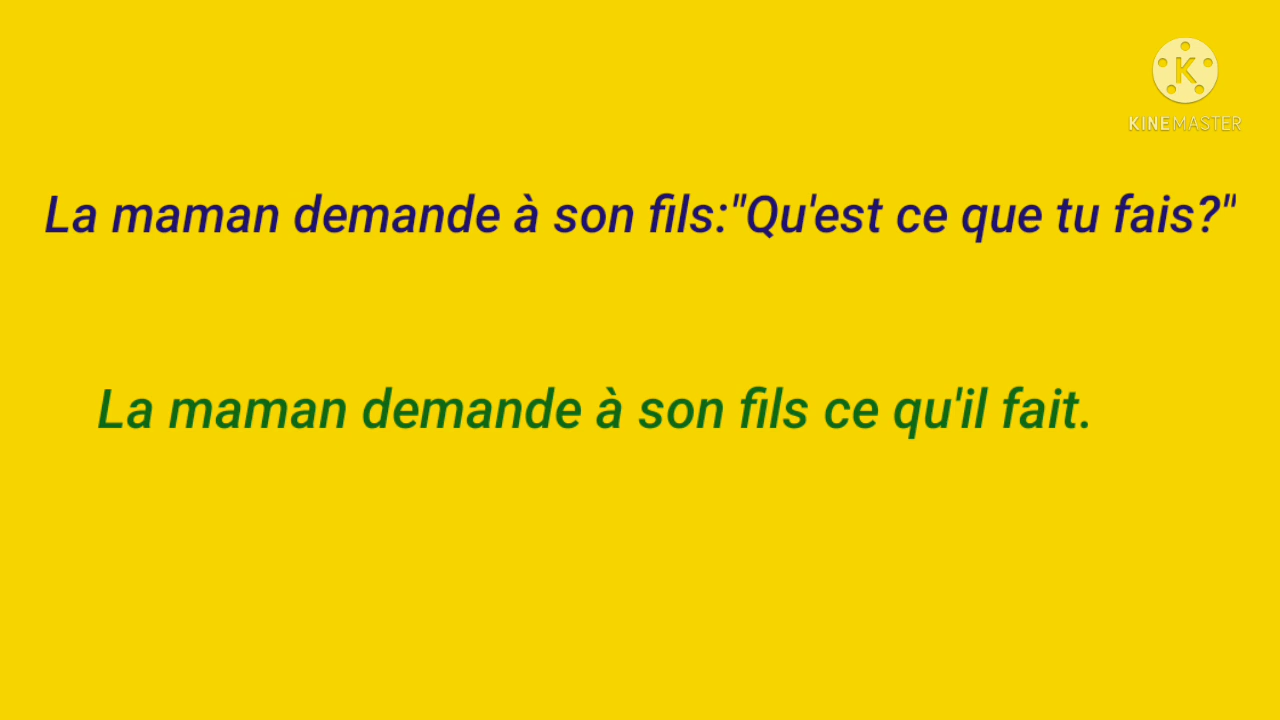 K
KINEMASTER
La maman demande à son fils:"Qu'est ce que tu fais?"
La maman demande à son fils ce qu'il fait.